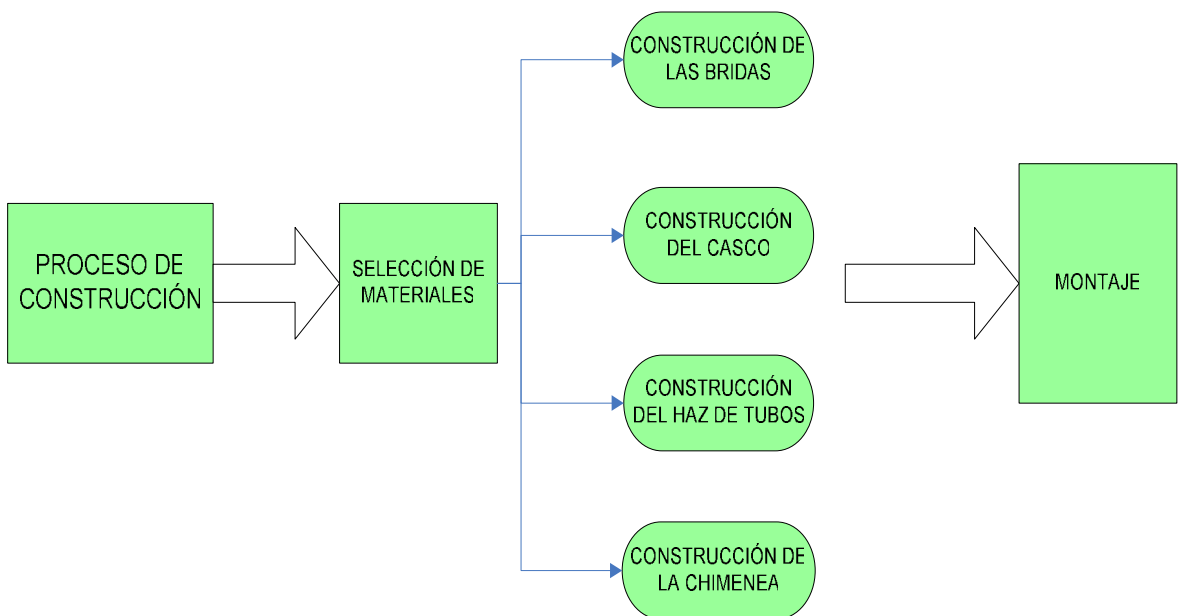 PROCESO DE
CONSTRUCCIÓN
SELECCIÓN DE
MATERIALES
CONSTRUCCIÓN DE
LAS BRIDAS
CONSTRUCCIÓN
DEL CASCO
CONSTRUCCIÓN
DEL HAZ DE TUBOS
CONSTRUCCIÓN DE
LA CHIMENEA
MONTAJE